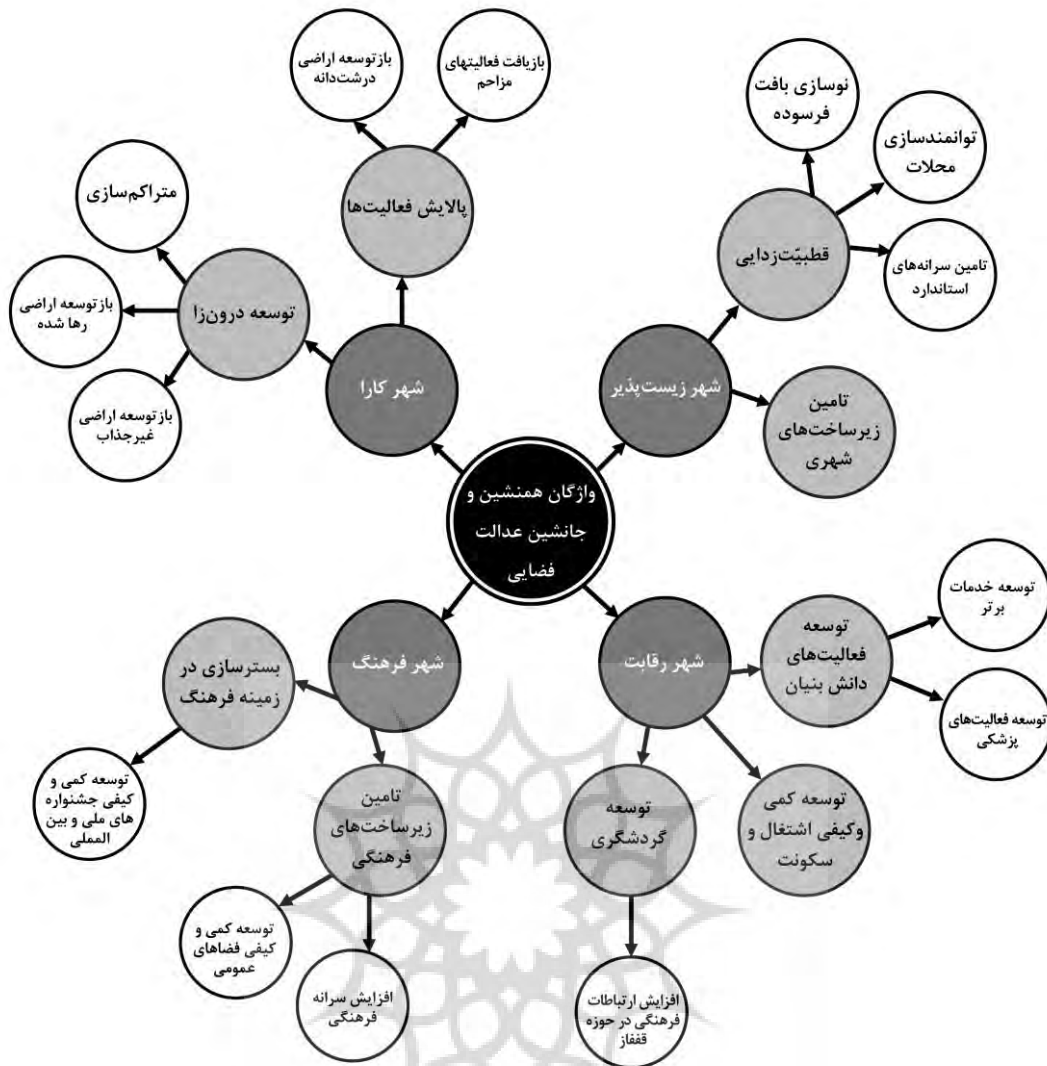 بازتوسعه اراضی
درشت‌دانه
بازیافت فعالیتهای
مزاحم
پالایش فعالیت‌ها
متراکم‌سازی
بازتوسعه اراضی
رها شده
بازتوسعه اراضی
غیرجذاب
توسعه درون‌زا
شهر کارا
نوسازی بافت
فرسوده
توانمندسازی
محلات
تامین سرانه‌های
استاندارد
قطبیّت‌زدایی
شهر زیست‌پذیر
تامین
زیرساخت‌های
شهری
واژگان همنشین و
جانشین عدالت
فضایی
شهر رقابت
توسعه
فعالیت‌های
دانش بنیان
توسعه خدمات
برتر
توسعه فعالیت‌های
پزشکی
توسعه کمی
وکیفی اشتغال و
سکونت
توسعه
گردشگری
افزایش ارتباطات
فرهنگی در حوزه
قففاز
شهر فرهنگ
بسترسازی در
زمینه فرهنگ
توسعه کمی و
کیفی جشنواره
های ملی و بین
المملی
تامین
زیرساخت‌های
فرهنگی
توسعه کمی و
کیفی فضاهای
عمومی
افزایش سرانه
فرهنگی